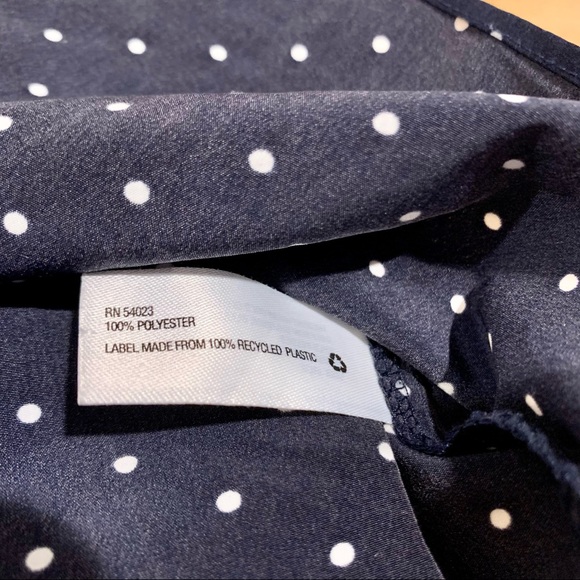 RN 54023
100% POLYESTER
LABEL MADE FROM 100% RECYCLED PLASTIC